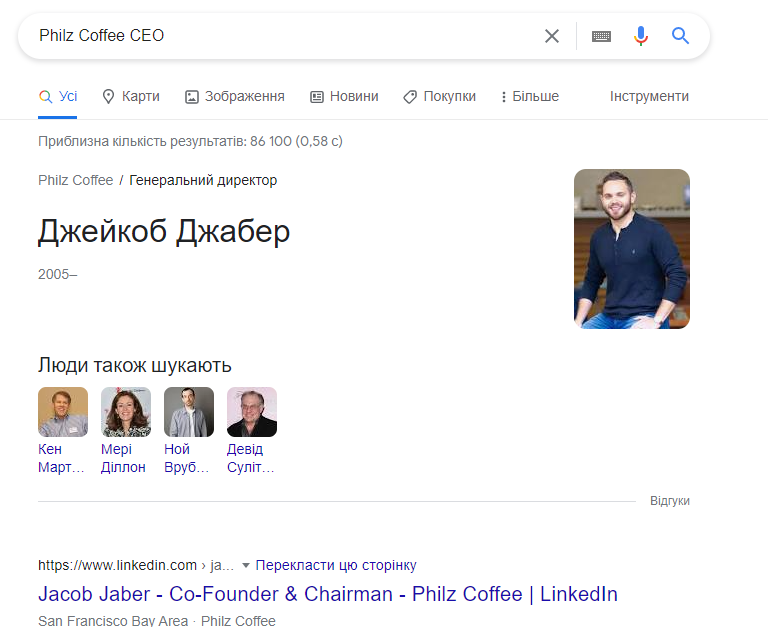 Philz Coffee CEO
Усі Карти Зображення Новини Покупки Більше Інструменти
Приблизна кількість результатів: 86 100 (0,58 с)
Philz Coffee / Генеральний директор
Джейкоб Джабер
2005–
Люди також шукають
Кен Мері Ной Девід
Март… Діллон Вруб… Суліт…
Відгуки
https://www.linkedin.com › ja... Перекласти цю сторінку
Jacob Jaber - Co-Founder & Chairman - Philz Coffee | LinkedIn
San Francisco Bay Area · Philz Coffee